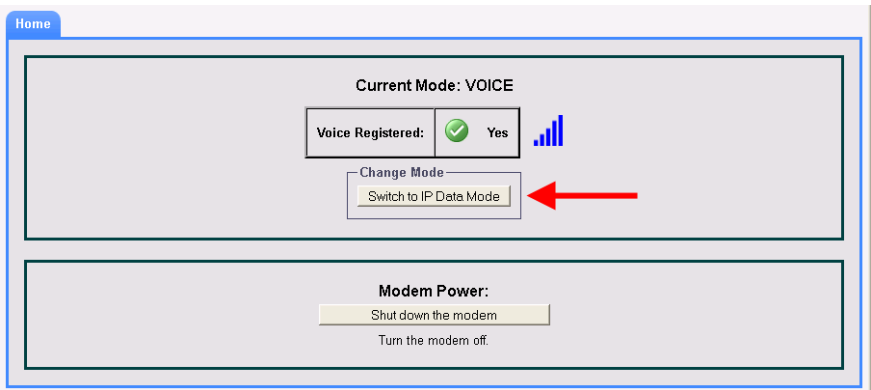 Home
Current Mode: VOICE
Voice Registered: Yes
Change Mode
Switch to IP Data Mode
Modem Power:
Shut down the modem
Turn the modem off.